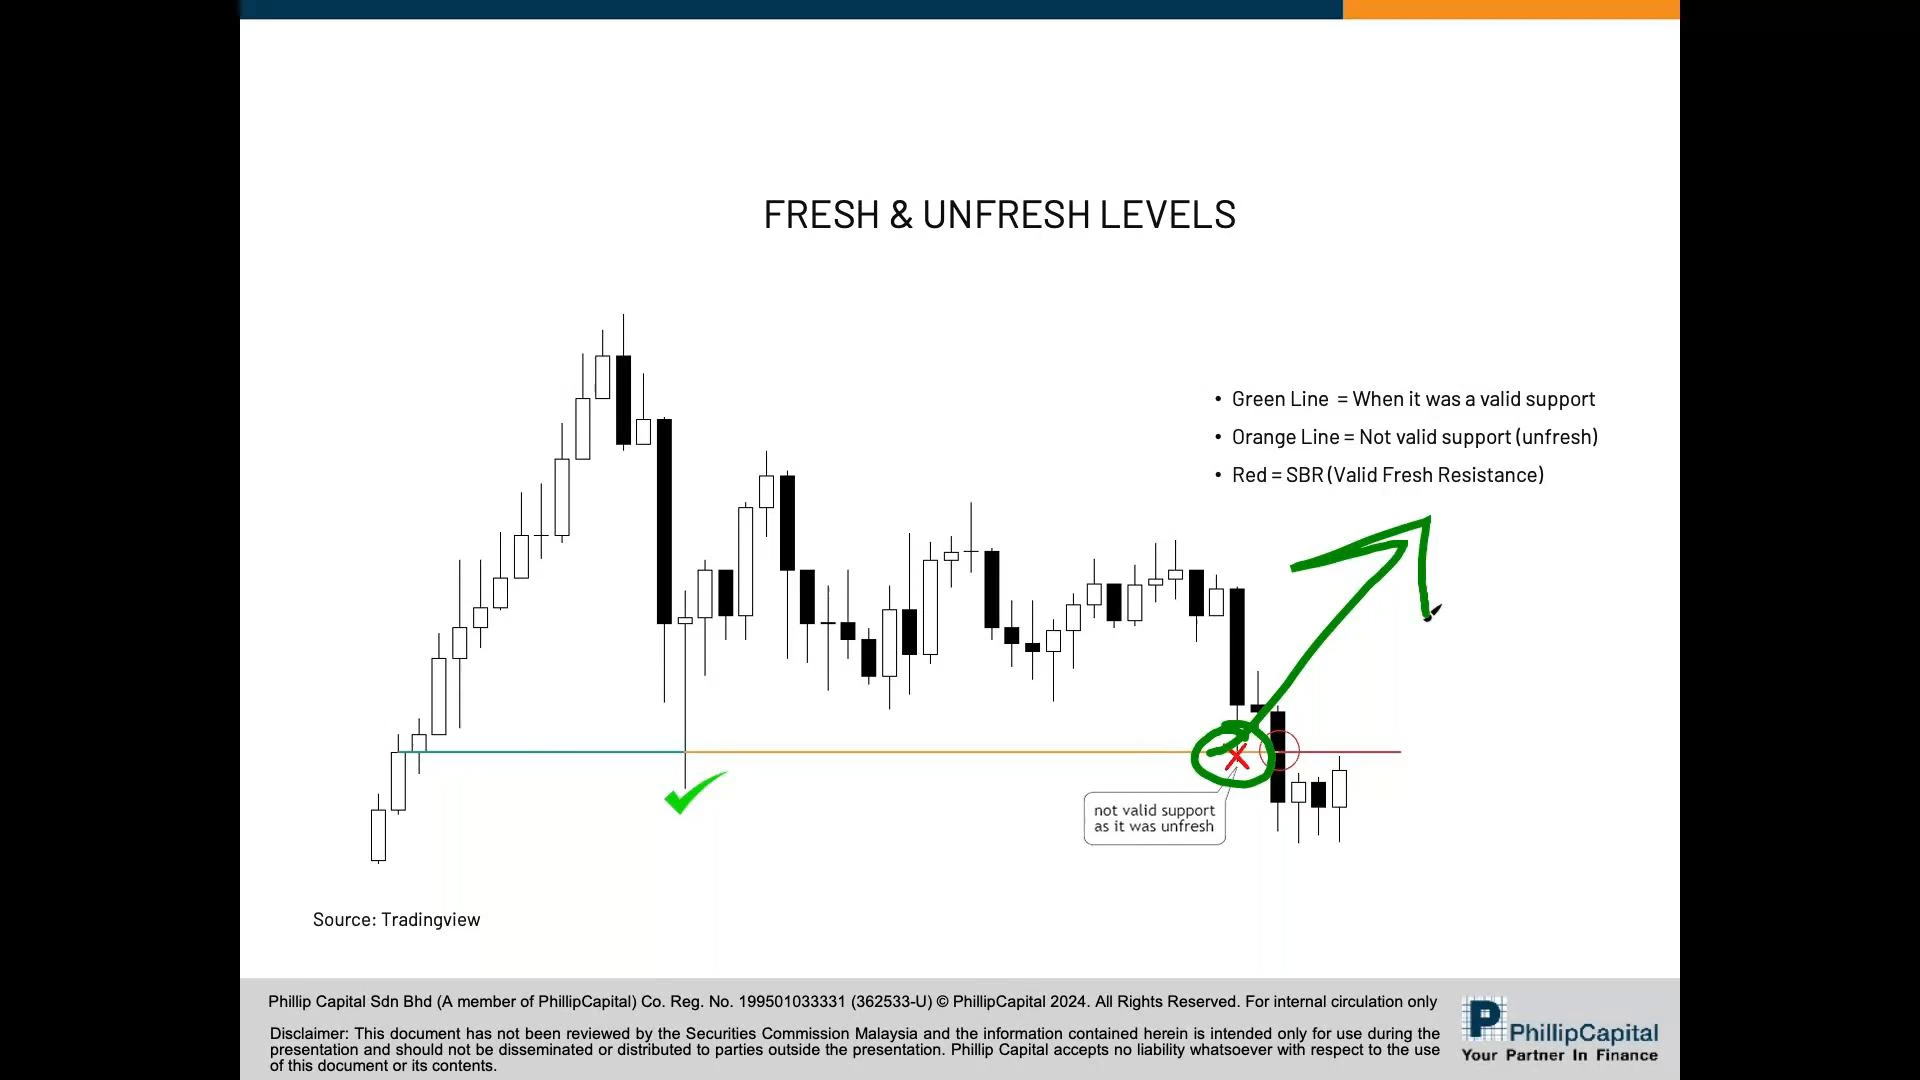 FRESH & UNFRESH LEVELS
• Green Line = When it was a valid support
• Orange Line = Not valid support (unfresh)
• Red = SBR (Valid Fresh Resistance)
not valid support
as it was unfresh
Source: Tradingview
Phillip Capital Sdn Bhd (A member of PhillipCapital) Co. Reg. No. 199501033331 (362533-U) © PhillipCapital 2024. All Rights Reserved. For internal circulation only
Disclaimer: This document has not been reviewed by the Securities Commission Malaysia and the information contained herein is intended only for use during the
presentation and should not be disseminated or distributed to parties outside the presentation. Phillip Capital accepts no liability whatsoever with respect to the use
of this document or its contents.
P
PhillipCapital
Your Partner In Finance